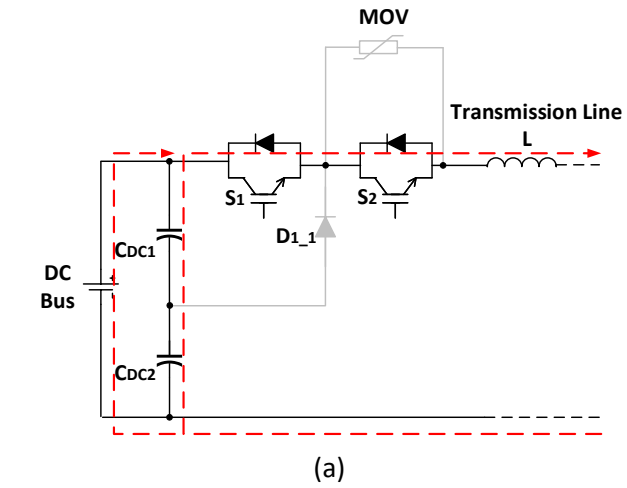 MOV
Transmission Line
L
S1
S2
D1_1
CDC1
DC
Bus
+
CDC2
(a)